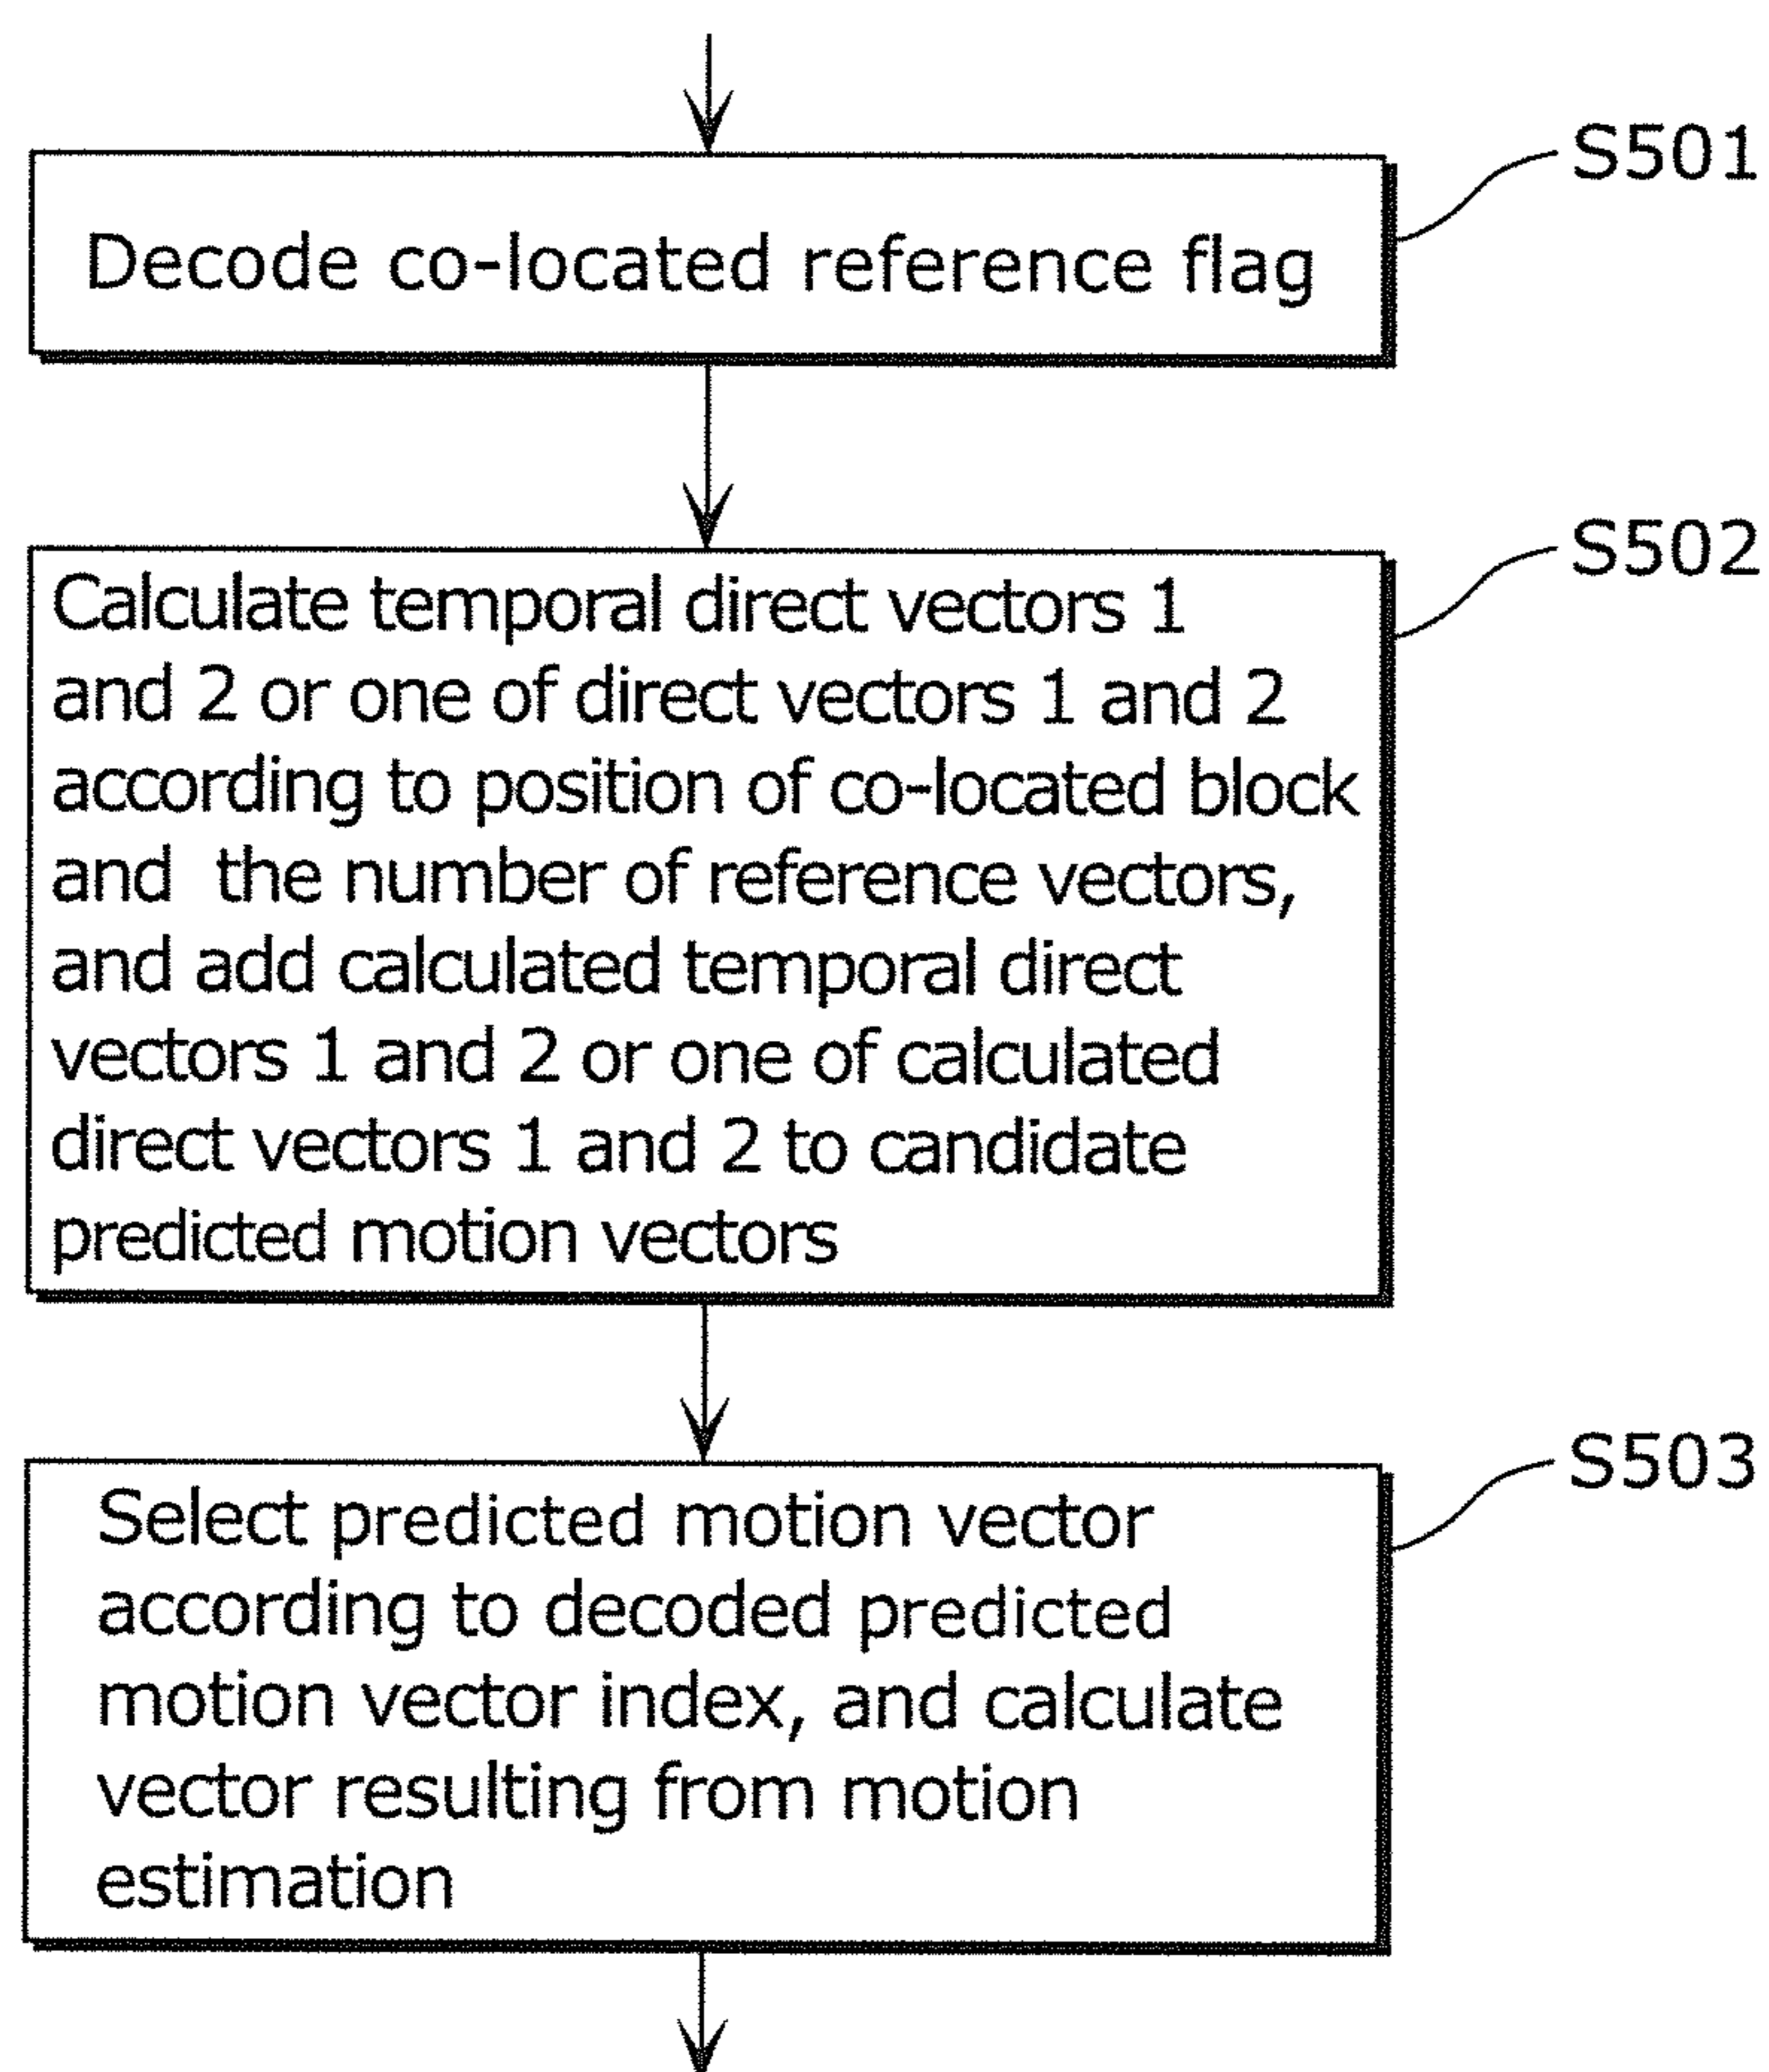 S501
Decode co-located reference flag
S502
Calculate temporal direct vectors 1
and 2 or one of direct vectors 1 and 2
according to position of co-located block
and the number of reference vectors,
and add calculated temporal direct
vectors 1 and 2 or one of calculated
direct vectors 1 and 2 to candidate
predicted motion vectors
S503
Select predicted motion vector
according to decoded predicted
motion vector index, and calculate
vector resulting from motion
estimation